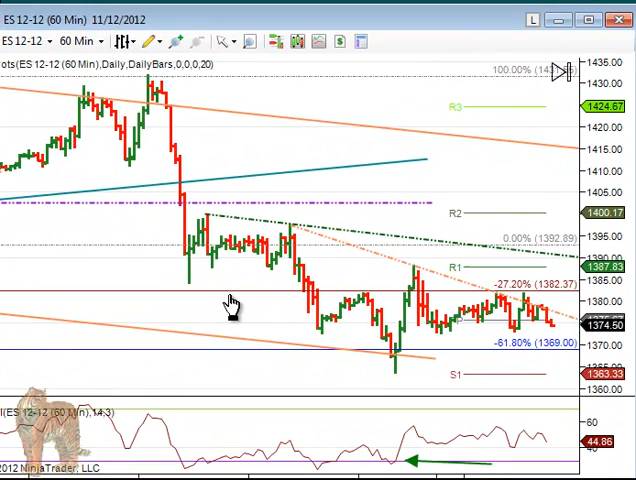 ES 12-12 (60 Min) 11/12/2012
L
ES 12-12 60 Min
ots(ES 12-12 (60 Min),Daily,DailyBars,0,0,0,20)
1435.00
100.00%
1430.00
R3
1424.67
1420.00
1415.00
1410.00
1405.00
R2
1400.17
1395.00
0.00% (1392.89)
1390.00
R1
1387.83
-27.20% (1382.37)
1380.00
P
1374.50
1370.00
-61.80% (1369.00)
1365.00
S1
1363.33
1360.00
I(ES 12-12 (60 Min),14,3)
60
44.86
40
2012 NinjaTrader, LLC